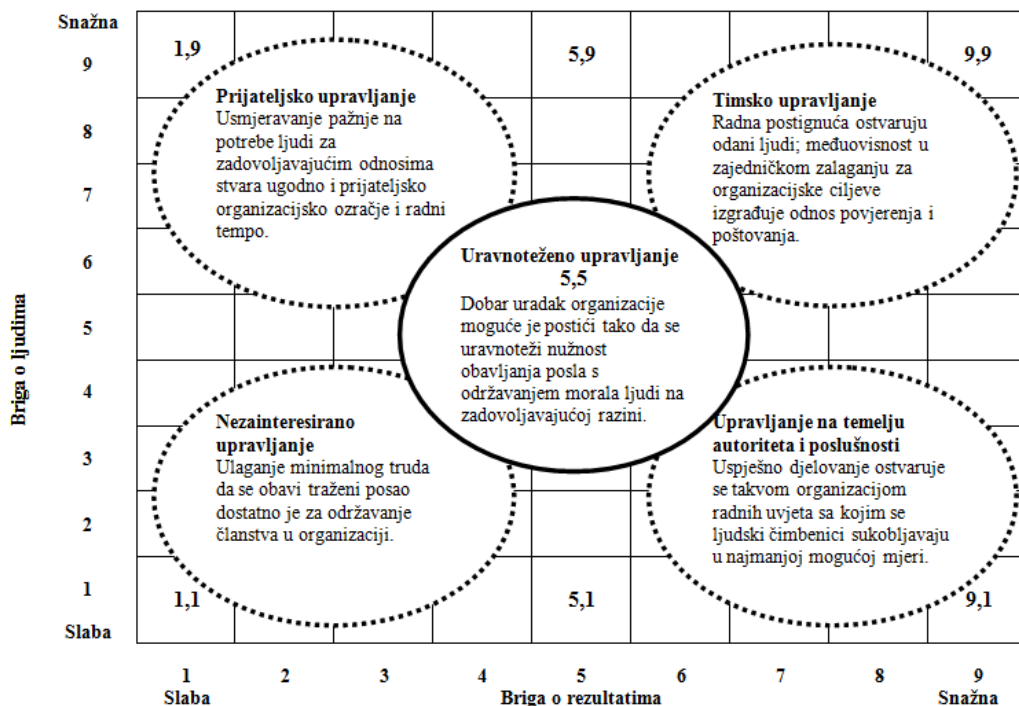 Snažna
9
8
7
6
5
4
3
2
1
Slaba
Briga o ljudima
1,9
5,9
9,9
Prijateljsko upravljanje
Usmjeravanje pažnje na
potrebe ljudi za
zadovoljavajućim odnosima
stvara ugodno i prijateljsko
organizacijsko ozračje i radni
tempo.
Timsko upravljanje
Radna postignuća ostvaruju
odani ljudi; međuovisnost u
zajedničkom zalaganju za
organizacijske ciljeve
izgrađuje odnos povjerenja i
poštovanja.
Uravnoteženo upravljanje
5,5
Dobar uradak organizacije
moguće je postići tako da se
uravnoteži nužnost
obavljanja posla s
održavanjem morala ljudi na
zadovoljavajućoj razini.
Nezainteresirano
upravljanje
Ulaganje minimalnog truda
da se obavi traženi posao
dostatno je za održavanje
članstva u organizaciji.
Upravljanje na temelju
autoriteta i poslušnosti
Uspješno djelovanje ostvaruje
se takvom organizacijom
radnih uvjeta sa kojim se
ljudski čimbenici sukobljavaju
u najmanjoj mogućoj mjeri.
1,1
5,1
9,1
1 2 3 4 5 6 7 8 9
Slaba Briga o rezultatima Snažna